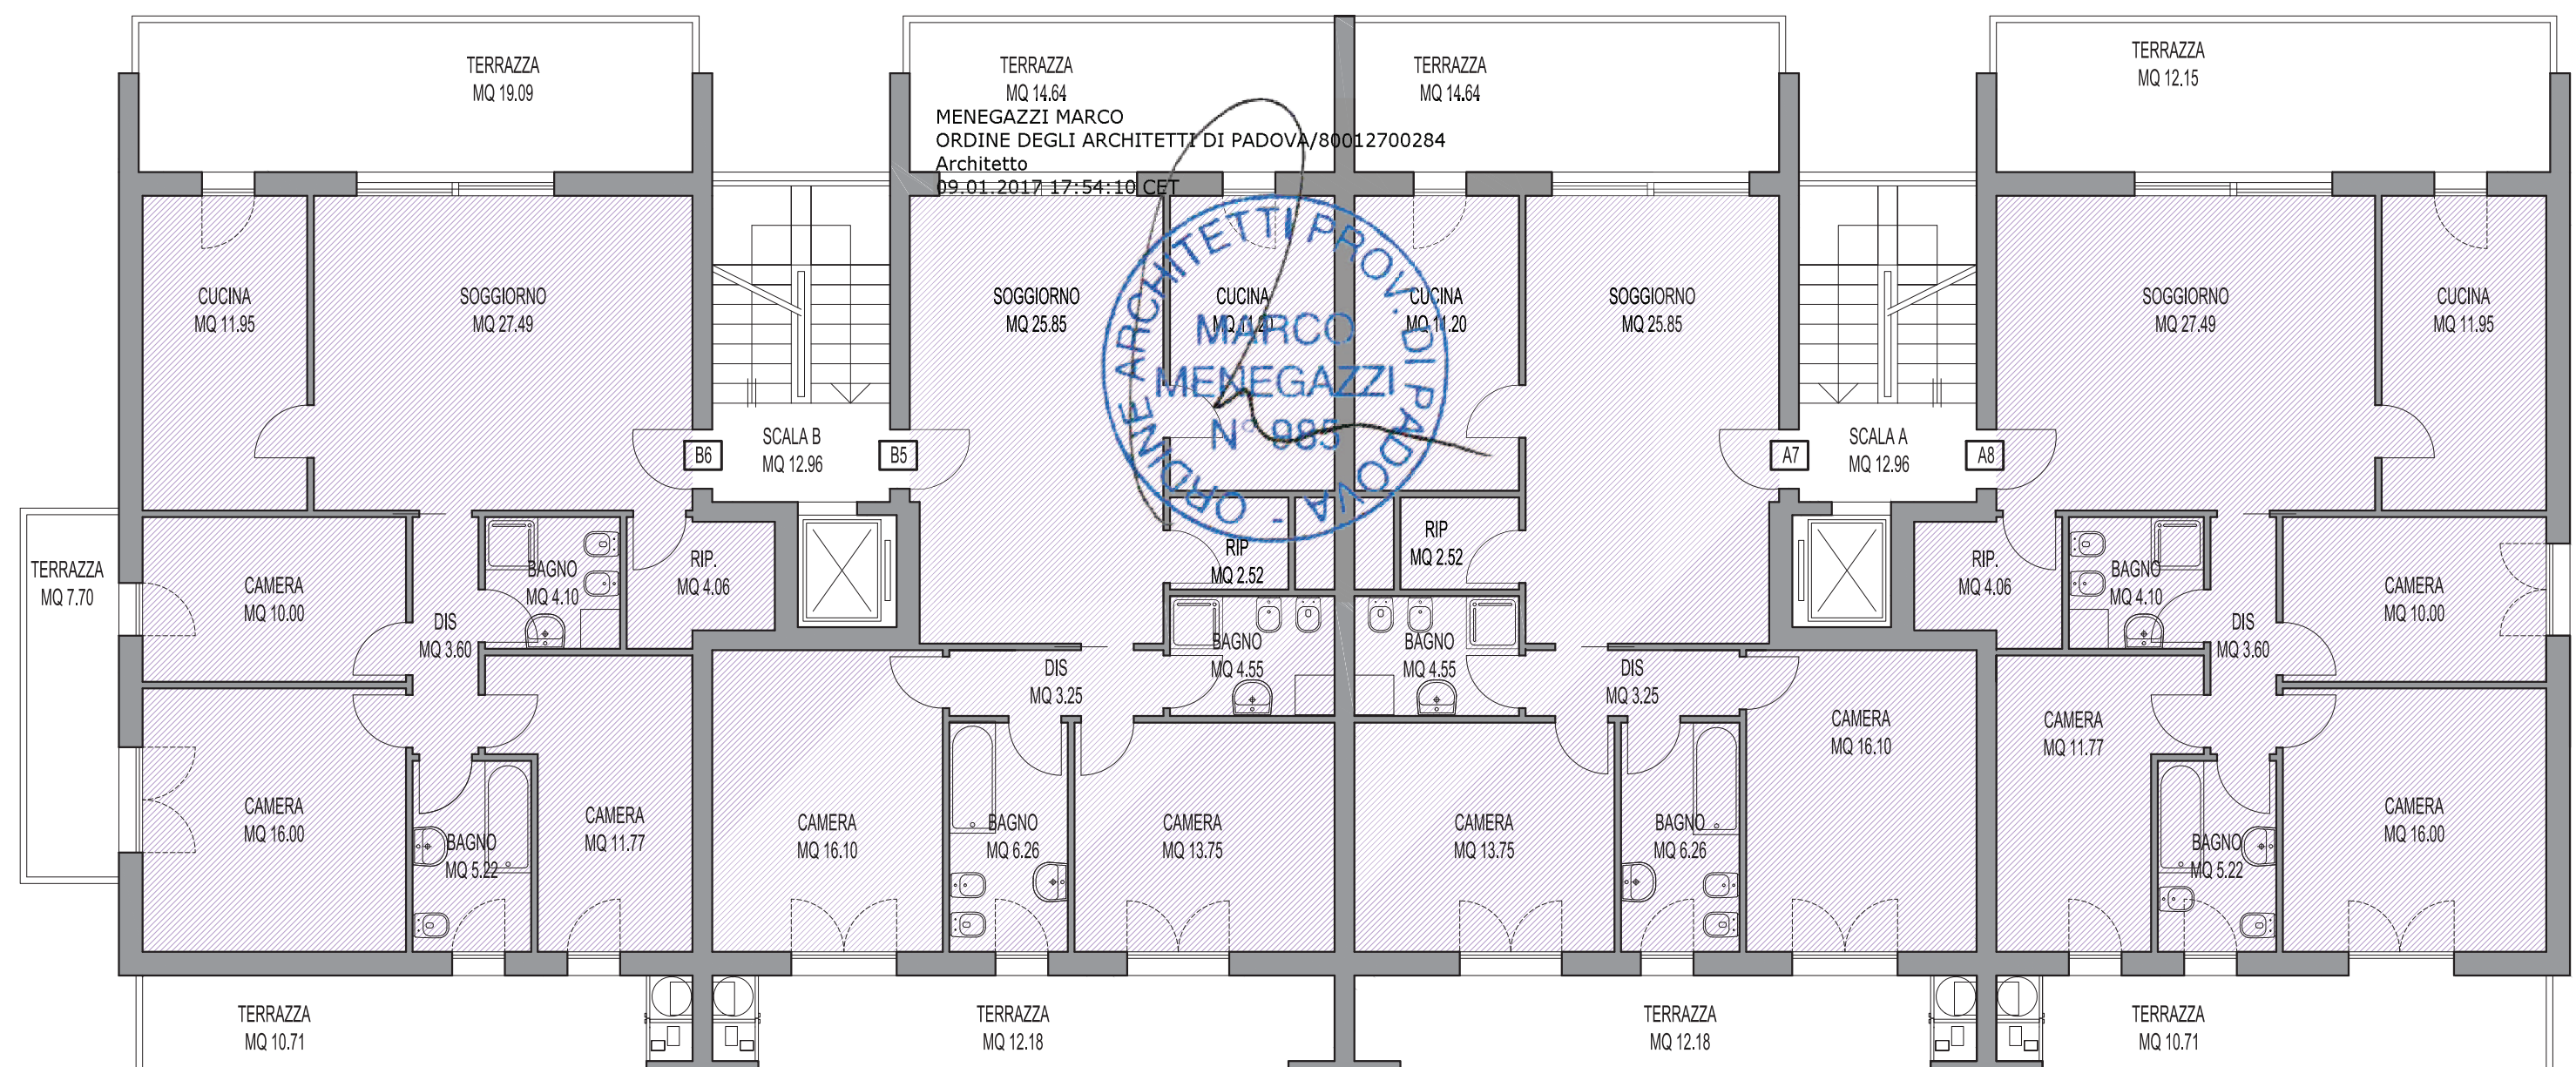 TERRAZZA
MQ 19.09
TERRAZZA
MQ 14.64
TERRAZZA
MQ 14.64
TERRAZZA
MQ 12.15
MENEGAZZI MARCO
ORDINE DEGLI ARCHITETTI DI PADOVA/80012700284
Architetto
09.01.2017 17:54:10 CET
CUCINA
MQ 11.95
SOGGIORNO
MQ 27.49
SOGGIORNO
MQ 25.85
CUCINA
MQ 11.20
CUCINA
MQ 11.20
SOGGIORNO
MQ 25.85
SOGGIORNO
MQ 27.49
CUCINA
MQ 11.95
ORDINE ARCHITETTI PROV. DI PADOVA -
MARCO
MENEGAZZI
N° 985
B6
SCALA B
MQ 12.96
B5
A7
SCALA A
MQ 12.96
A8
TERRAZZA
MQ 7.70
CAMERA
MQ 10.00
DIS
MQ 3.60
BAGNO
MQ 4.10
RIP.
MQ 4.06
RIP
MQ 2.52
RIP
MQ 2.52
RIP.
MQ 4.06
BAGNO
MQ 4.10
DIS
MQ 3.60
CAMERA
MQ 10.00
DIS
MQ 3.25
BAGNO
MQ 4.55
BAGNO
MQ 4.55
DIS
MQ 3.25
CAMERA
MQ 16.00
BAGNO
MQ 5.22
CAMERA
MQ 11.77
CAMERA
MQ 16.10
BAGNO
MQ 6.26
CAMERA
MQ 13.75
CAMERA
MQ 13.75
BAGNO
MQ 6.26
CAMERA
MQ 16.10
CAMERA
MQ 11.77
BAGNO
MQ 5.22
CAMERA
MQ 16.00
TERRAZZA
MQ 10.71
TERRAZZA
MQ 12.18
TERRAZZA
MQ 12.18
TERRAZZA
MQ 10.71